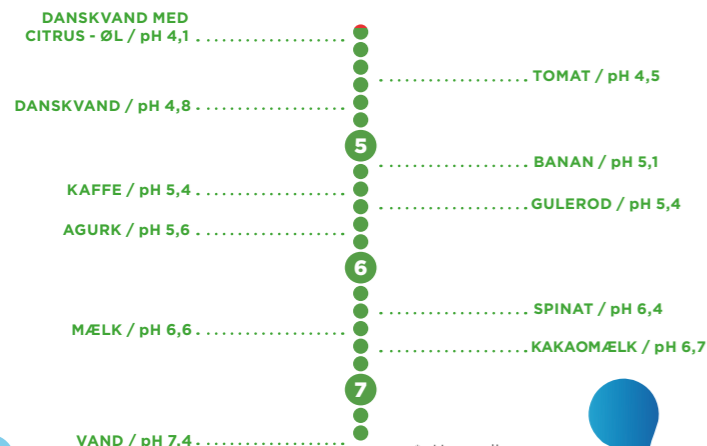 DANSKVAND MED
CITRUS - ØL / pH 4,1
TOMAT / pH 4,5
DANSKVAND / pH 4,8
5
BANAN / pH 5,1
KAFFE / pH 5,4
GULEROD / pH 5,4
AGURK / pH 5,6
6
SPINAT / pH 6,4
MÆLK / pH 6,6
KAKAOMÆLK / pH 6,7
7
VAND / pH 7,4